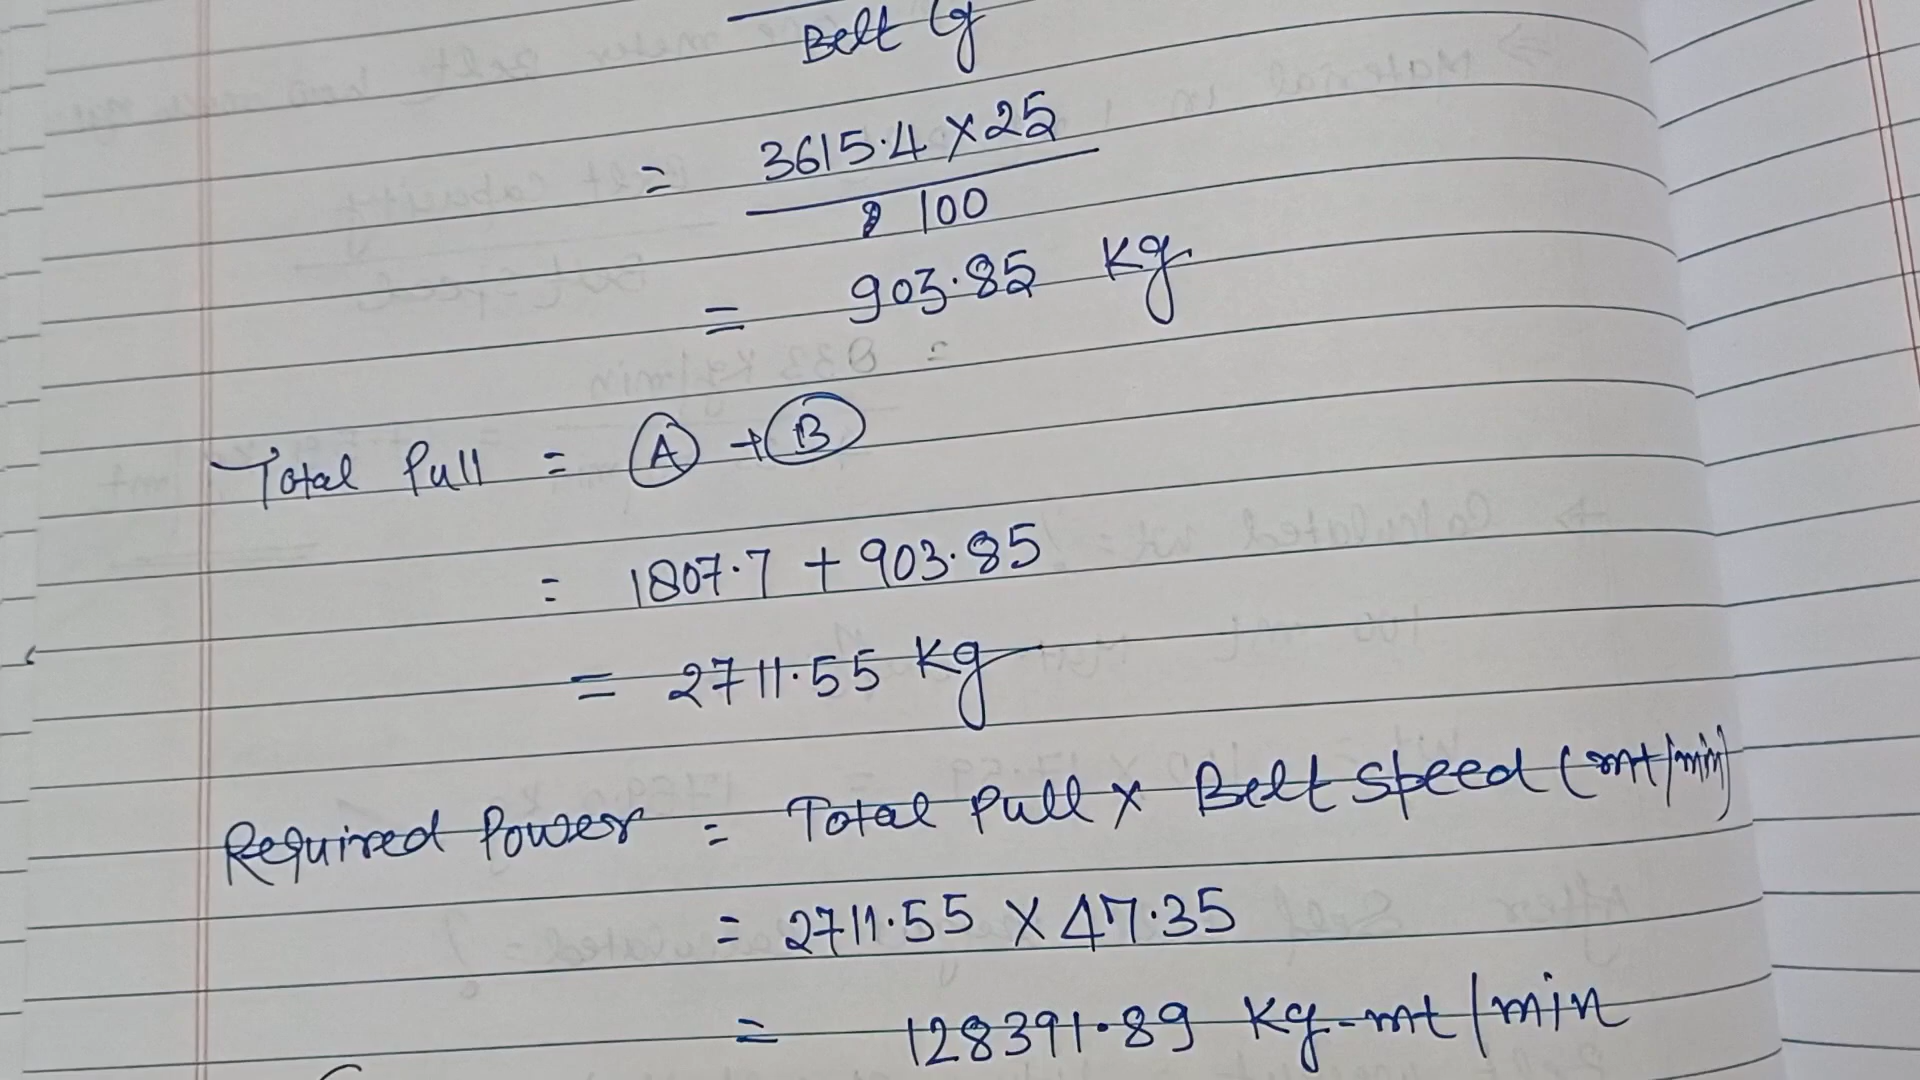 Belt Cg
= 3615.4 × 25
100
= 903.85 Kg
Total Pull = A + B
= 1807.7 + 903.85
= 2711.55 Kg
Required Power = Total Pull × Belt Speed (mt/min)
= 2711.55 × 47.35
= 128391.89 Kg-mt/min